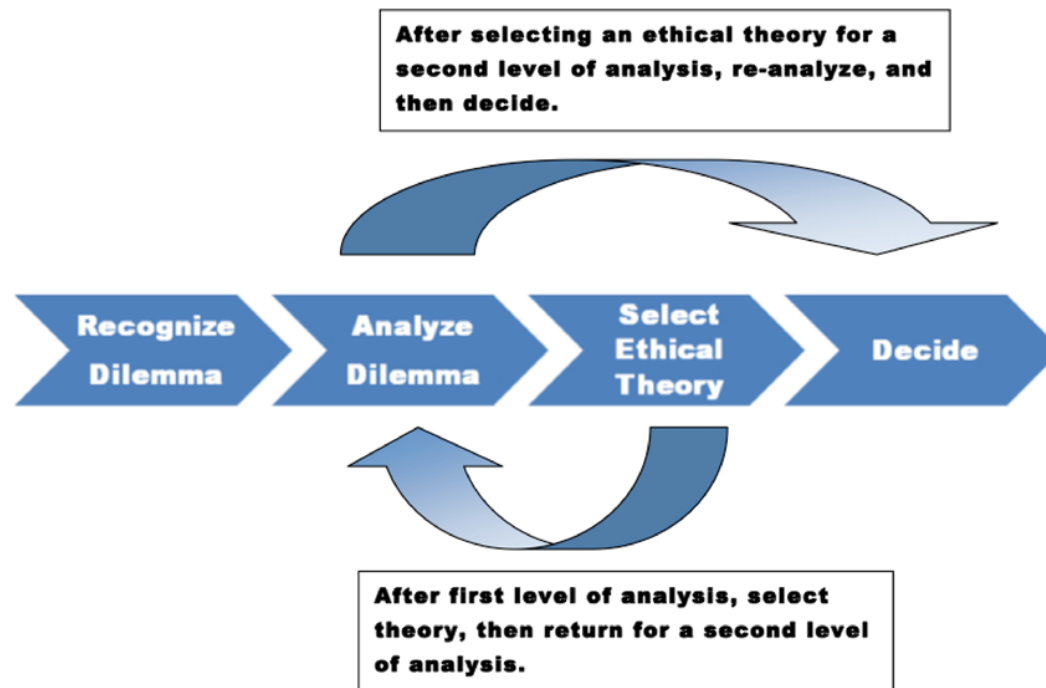 After selecting an ethical theory for a
second level of analysis, re-analyze, and
then decide.
Recognize
Dilemma
Analyze
Dilemma
Select
Ethical
Theory
Decide
After first level of analysis, select
theory, then return for a second level
of analysis.